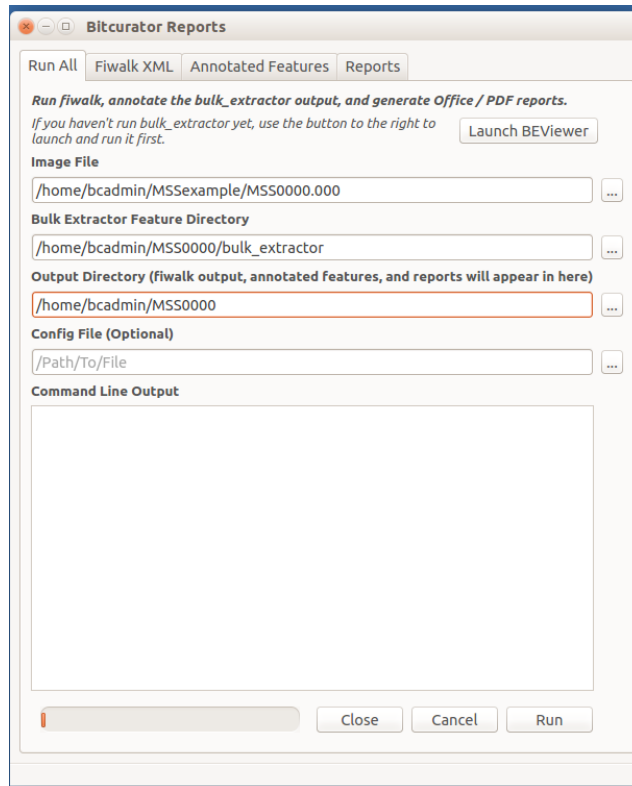 Bitcurator Reports
Run All Fiwalk XML Annotated Features Reports
Run fiwalk, annotate the bulk_extractor output, and generate Office / PDF reports.
If you haven't run bulk_extractor yet, use the button to the right to
launch and run it first.
Launch BEViewer
Image File
/home/bcadmin/MSSexample/MSS0000.000
...
Bulk Extractor Feature Directory
/home/bcadmin/MSS0000/bulk_extractor
...
Output Directory (fiwalk output, annotated features, and reports will appear in here)
/home/bcadmin/MSS0000
...
Config File (Optional)
/Path/To/File
...
Command Line Output
Close Cancel Run